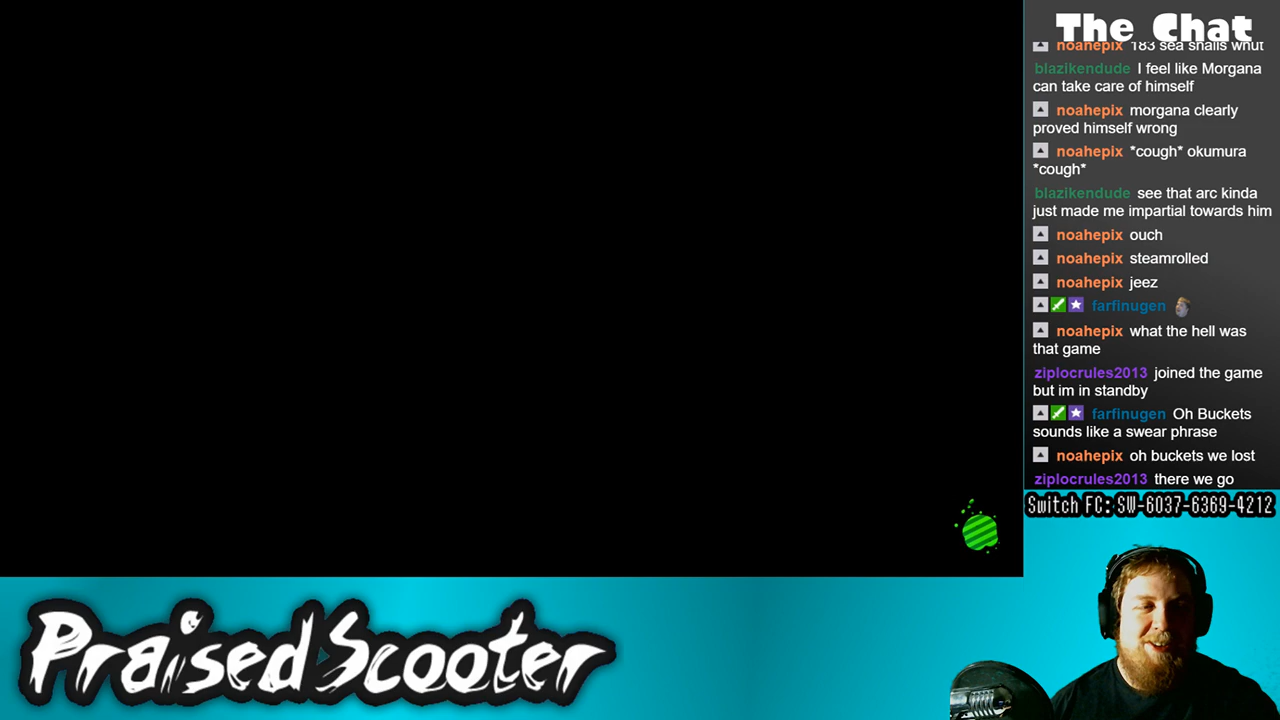 The Chat
noahepix 183 sea snails whut
blazikendude I feel like Morgana
can take care of himself
noahepix morgana clearly
proved himself wrong
noahepix *cough* okumura
*cough*
blazikendude see that arc kinda
just made me impartial towards him
noahepix ouch
noahepix steamrolled
noahepix jeez
farfinugen
noahepix what the hell was
that game
ziplocrules2013 joined the game
but im in standby
farfinugen Oh Buckets
sounds like a swear phrase
noahepix oh buckets we lost
ziplocrules2013 there we go
Switch FC: SW-6037-6369-4212
PraisedScooter